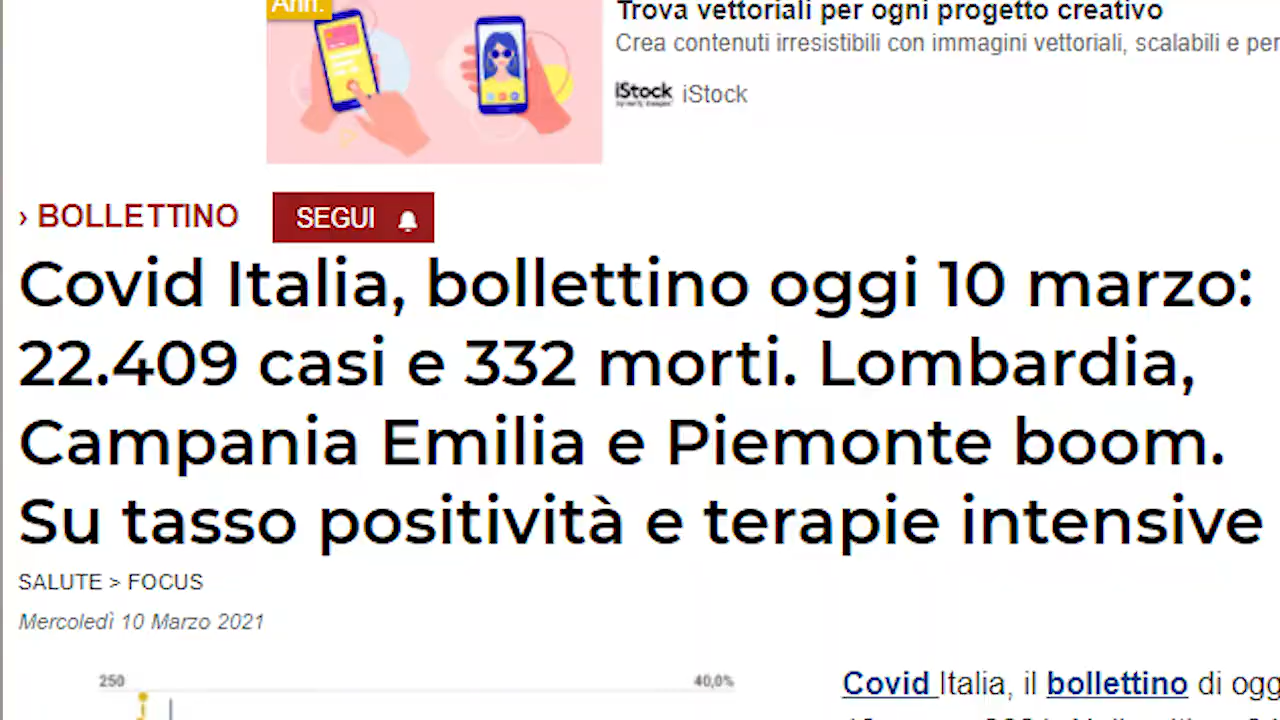 Ann.
Trova vettoriali per ogni progetto creativo
Crea contenuti irresistibili con immagini vettoriali, scalabili e per
iStock iStock
› BOLLETTINO SEGUI
Covid Italia, bollettino oggi 10 marzo:
22.409 casi e 332 morti. Lombardia,
Campania Emilia e Piemonte boom.
Su tasso positività e terapie intensive
SALUTE > FOCUS
Mercoledì 10 Marzo 2021
250 40,0%
Covid Italia, il bollettino di ogg